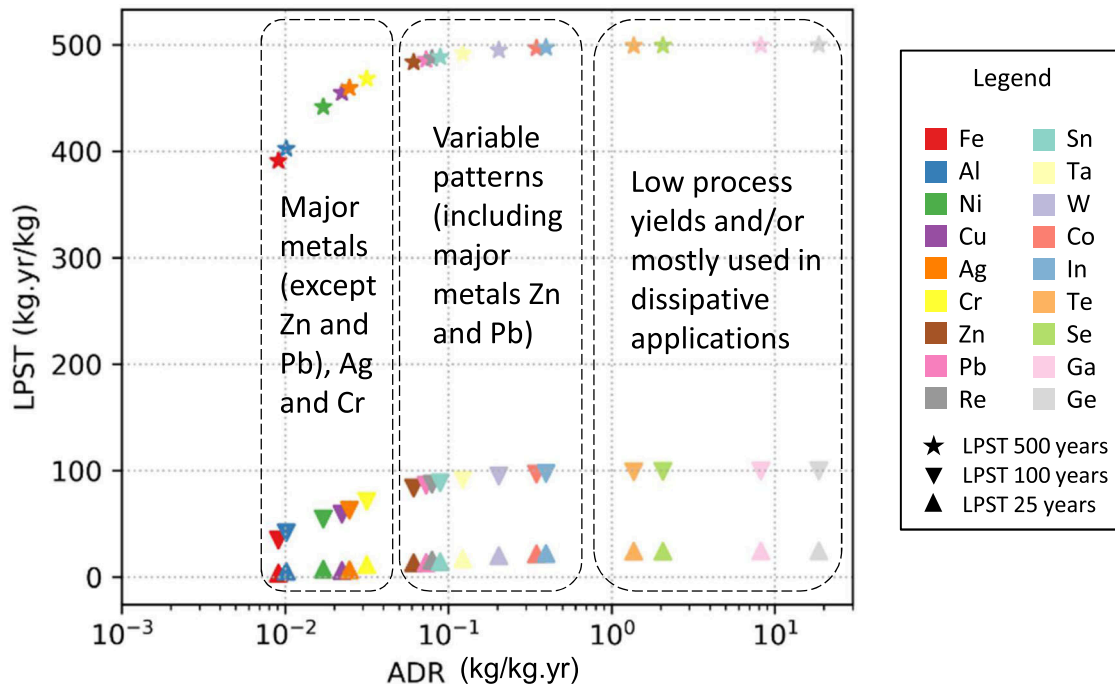 500
400
300
200
100
0
LPST (kg.yr/kg)
10⁻³
10⁻²
10⁻¹
10⁰
10¹
ADR (kg/kg.yr)
Major
metals
(except
Zn and
Pb), Ag
and Cr
Variable
patterns
(including
major
metals Zn
and Pb)
Low process
yields and/or
mostly used in
dissipative
applications
Legend
Fe
Al
Ni
Cu
Ag
Cr
Zn
Pb
Re
Sn
Ta
W
Co
In
Te
Se
Ga
Ge
LPST 500 years
LPST 100 years
LPST 25 years